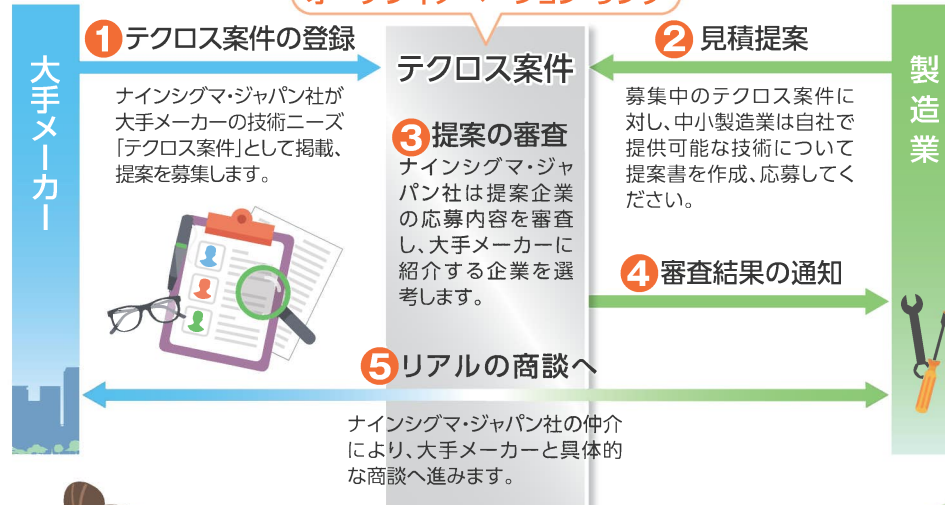 大手メーカー
❶テクロス案件の登録
ナインシグマ・ジャパン社が
大手メーカーの技術ニーズ
「テクロス案件」として掲載、
提案を募集します。
テクロス案件
❸提案の審査
ナインシグマ・ジャ
パン社は提案企業
の応募内容を審査
し、大手メーカーに
紹介する企業を選
考します。
❷見積提案
募集中のテクロス案件に
対し、中小製造業は自社で
提供可能な技術について
提案書を作成、応募してく
ださい。
❹審査結果の通知
製造業
❺リアルの商談へ
ナインシグマ・ジャパン社の仲介
により、大手メーカーと具体的
な商談へ進みます。